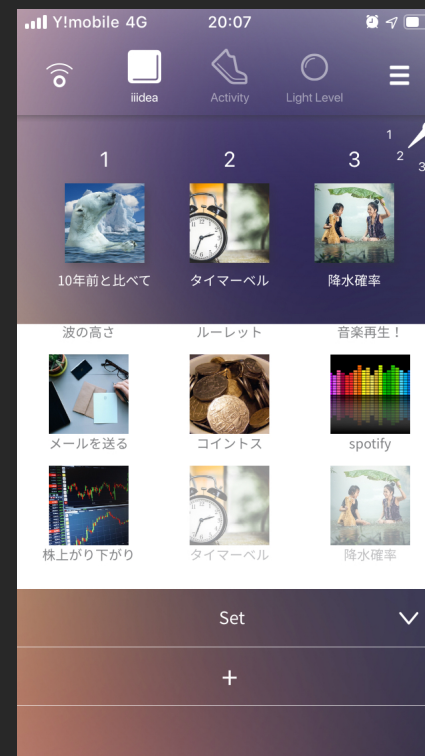 Y!mobile 4G 20:07
iiidea Activity Light Level
1
2
3
1 2 3
10年前と比べて タイマーベル 降水確率
波の高さ ルーレット 音楽再生！
メールを送る コイントス spotify
株上がり下がり タイマーベル 降水確率
Set
+